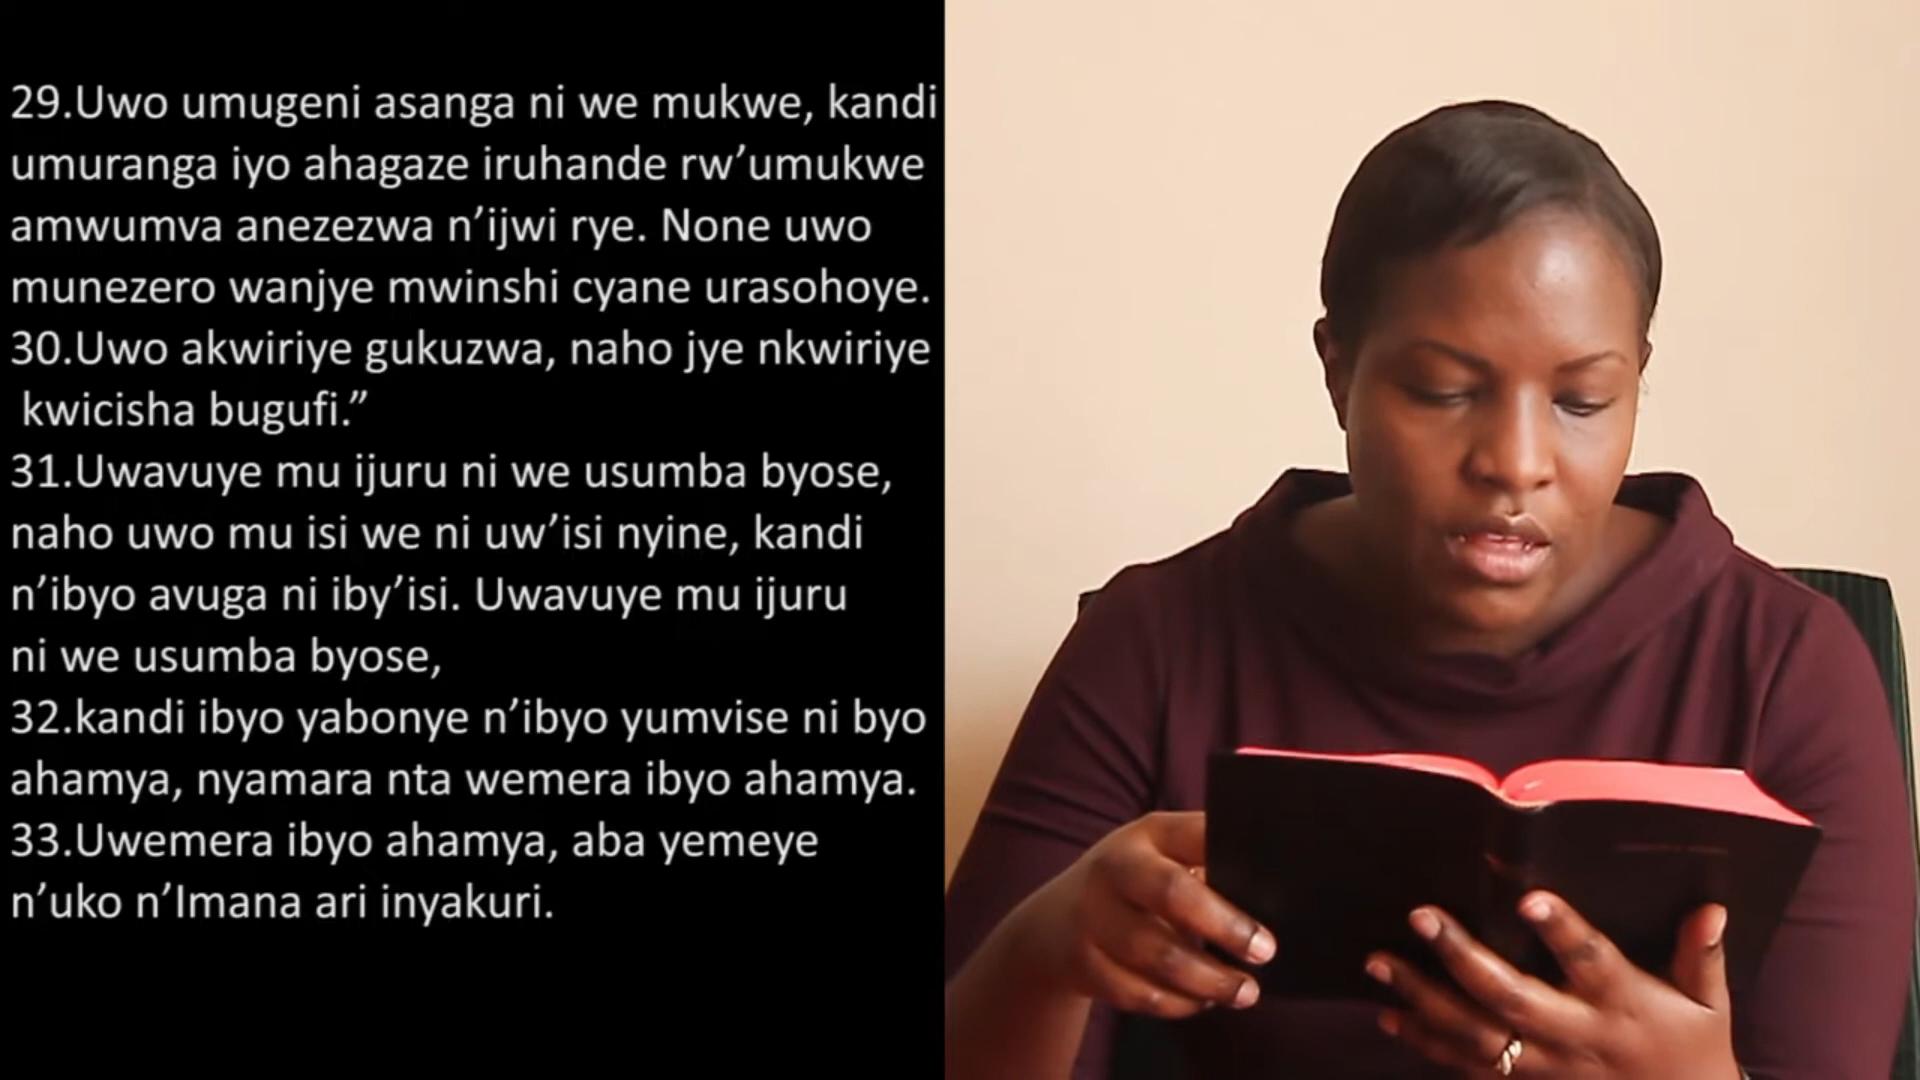 29.Uwo umugeni asanga ni we mukwe, kandi
umuranga iyo ahagaze iruhande rw’umukwe
amwumva anezezwa n’ijwi rye. None uwo
munezero wanjye mwinshi cyane urasohoye.
30.Uwo akwiriye gukuzwa, naho jye nkwiriye
kwicisha bugufi.”
31.Uwavuye mu ijuru ni we usumba byose,
naho uwo mu isi we ni uw’isi nyine, kandi
n’ibyo avuga ni iby’isi. Uwavuye mu ijuru
ni we usumba byose,
32.kandi ibyo yabonye n’ibyo yumvise ni byo
ahamya, nyamara nta wemera ibyo ahamya.
33.Uwemera ibyo ahamya, aba yemeye
n’uko n’Imana ari inyakuri.